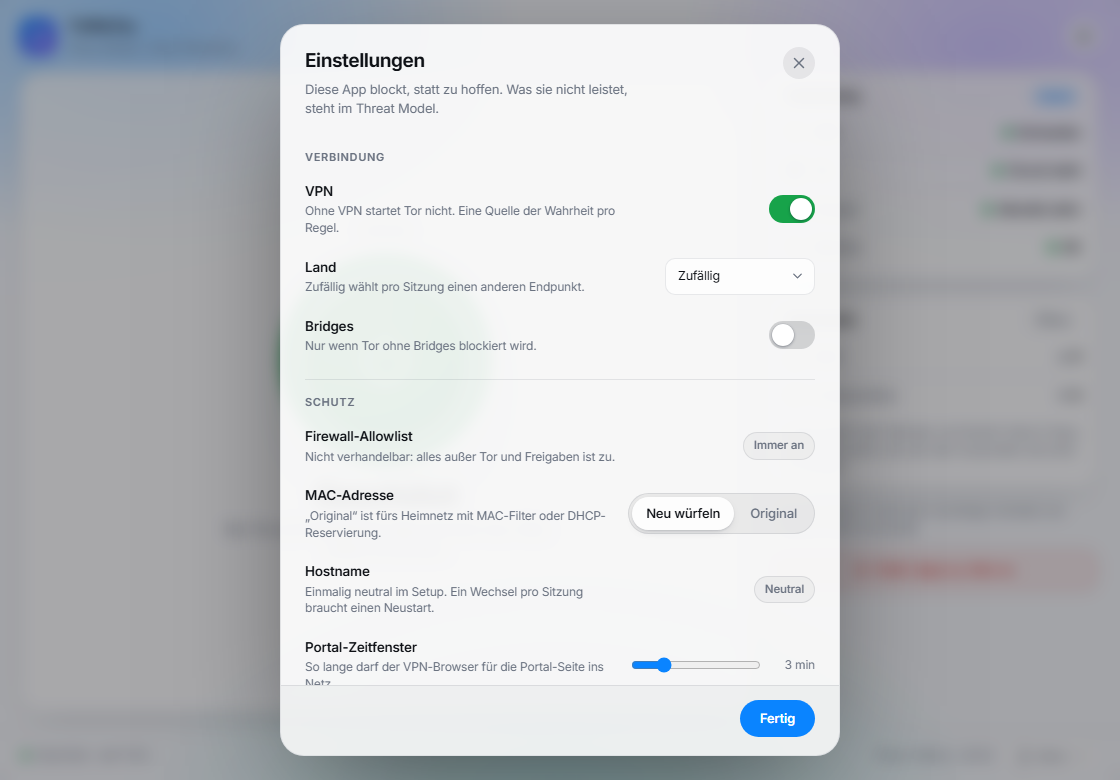 Einstellungen
Diese App blockt, statt zu hoffen. Was sie nicht leistet,
steht im Threat Model.
VERBINDUNG
VPN
Ohne VPN startet Tor nicht. Eine Quelle der Wahrheit pro
Regel.
Land
Zufällig wählt pro Sitzung einen anderen Endpunkt.
Zufällig
Bridges
Nur wenn Tor ohne Bridges blockiert wird.
SCHUTZ
Firewall-Allowlist
Nicht verhandelbar: alles außer Tor und Freigaben ist zu.
Immer an
MAC-Adresse
„Original“ ist fürs Heimnetz mit MAC-Filter oder DHCP-
Reservierung.
Neu würfeln
Original
Hostname
Einmalig neutral im Setup. Ein Wechsel pro Sitzung
braucht einen Neustart.
Neutral
Portal-Zeitfenster
So lange darf der VPN-Browser für die Portal-Seite ins
Netz.
3 min
Fertig